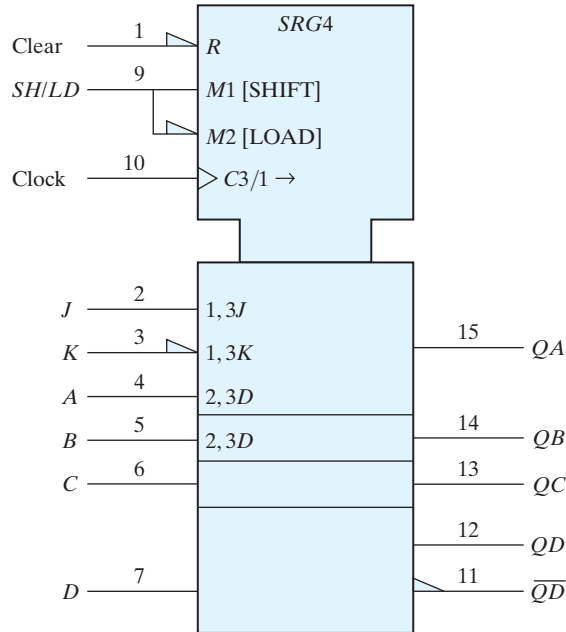 SRG4
Clear 1 R
SH/LD 9 M1 [SHIFT]
M2 [LOAD]
Clock 10 C3/1 →
J 2 1, 3J
K 3 1, 3K
15 QA
A 4 2, 3D
B 5 2, 3D
14 QB
C 6
13 QC
12 QD
D 7
11 Q̅D̅